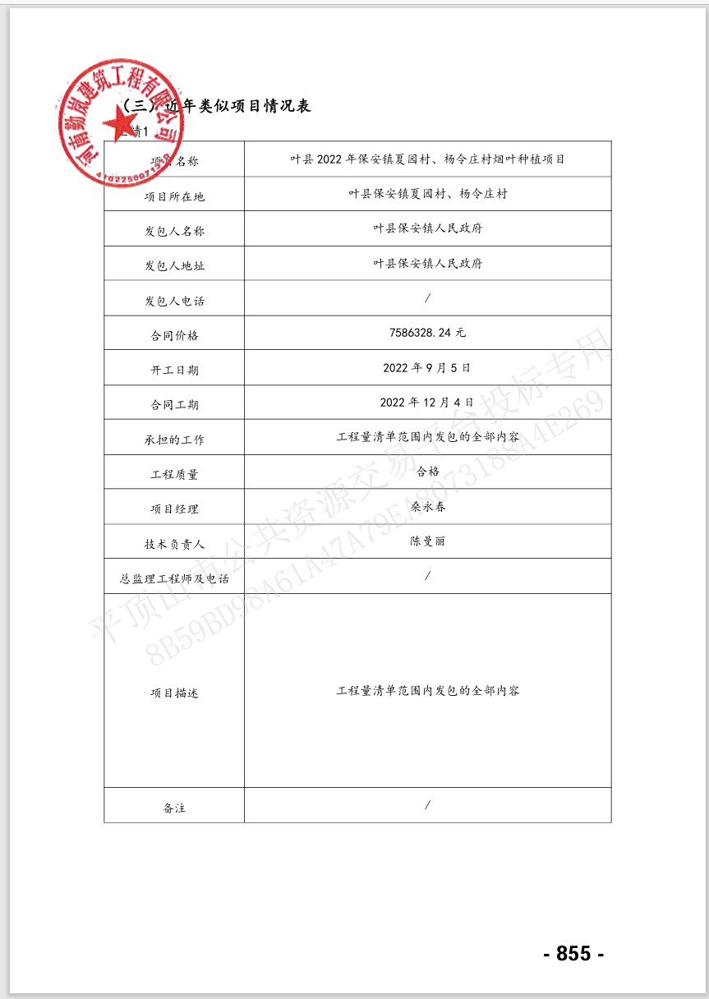 河南勤岚建筑工程有限公司
（三）近年类似项目情况表
业绩1
项目名称 叶县 2022 年保安镇夏园村、杨令庄村烟叶种植项目
项目所在地 叶县保安镇夏园村、杨令庄村
发包人名称 叶县保安镇人民政府
发包人地址 叶县保安镇人民政府
发包人电话 /
合同价格 7586328.24 元
开工日期 2022 年 9 月 5 日
合同工期 2022 年 12 月 4 日
承担的工作 工程量清单范围内发包的全部内容
工程质量 合格
项目经理 桑永春
技术负责人 陈曼丽
总监理工程师及电话 /
项目描述 工程量清单范围内发包的全部内容
备注 /
平顶山市公共资源交易平台投标专用
8B59BD98A61A47A79EA8073188A4E269
- 855 -